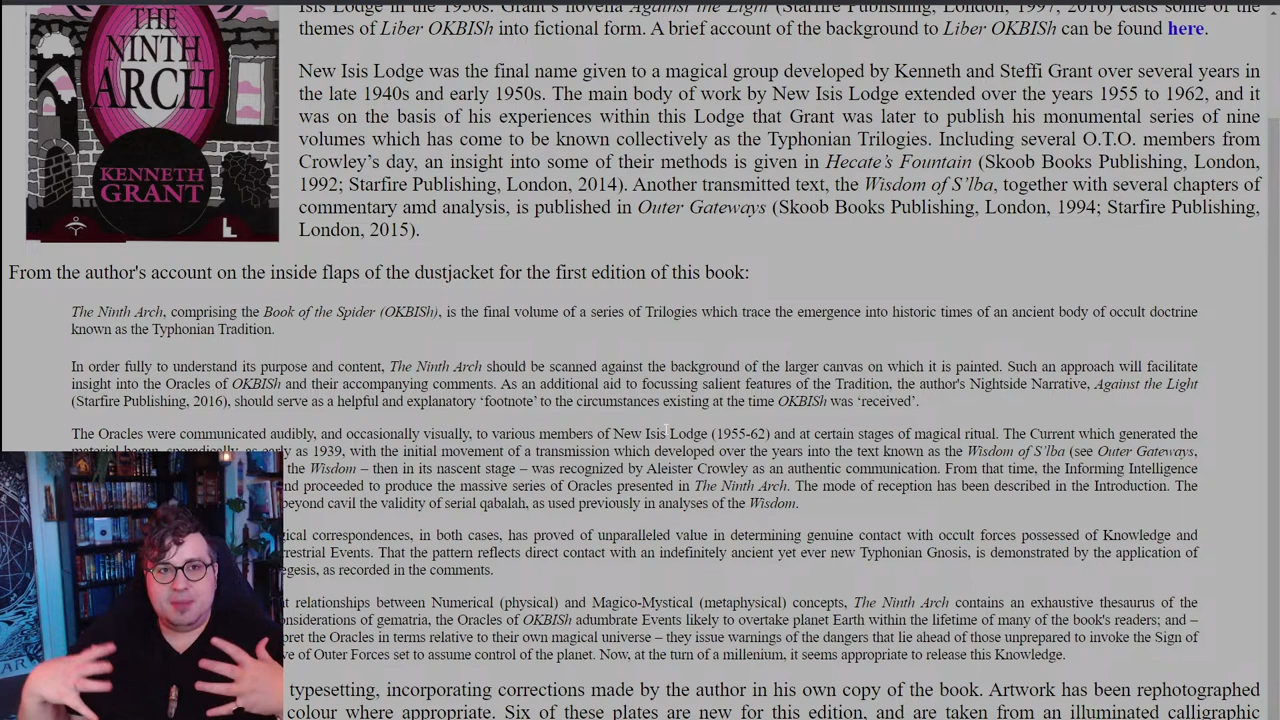 THE
NINTH
ARCH
KENNETH
GRANT
Isis Lodge in the 1950s. Grant's novella Against the Light (Starfire Publishing, London, 1997, 2016) casts some of the
themes of Liber OKBISh into fictional form. A brief account of the background to Liber OKBISh can be found here.
New Isis Lodge was the final name given to a magical group developed by Kenneth and Steffi Grant over several years in
the late 1940s and early 1950s. The main body of work by New Isis Lodge extended over the years 1955 to 1962, and it
was on the basis of his experiences within this Lodge that Grant was later to publish his monumental series of nine
volumes which has come to be known collectively as the Typhonian Trilogies. Including several O.T.O. members from
Crowley's day, an insight into some of their methods is given in Hecate's Fountain (Skoob Books Publishing, London,
1992; Starfire Publishing, London, 2014). Another transmitted text, the Wisdom of S'lba, together with several chapters of
commentary amd analysis, is published in Outer Gateways (Skoob Books Publishing, London, 1994; Starfire Publishing,
London, 2015).
From the author's account on the inside flaps of the dustjacket for the first edition of this book:
The Ninth Arch, comprising the Book of the Spider (OKBISh), is the final volume of a series of Trilogies which trace the emergence into historic times of an ancient body of occult doctrine
known as the Typhonian Tradition.
In order fully to understand its purpose and content, The Ninth Arch should be scanned against the background of the larger canvas on which it is painted. Such an approach will facilitate
insight into the Oracles of OKBISh and their accompanying comments. As an additional aid to focussing salient features of the Tradition, the author's Nightside Narrative, Against the Light
(Starfire Publishing, 2016), should serve as a helpful and explanatory 'footnote' to the circumstances existing at the time OKBISh was 'received'.
The Oracles were communicated audibly, and occasionally visually, to various members of New Isis Lodge (1955-62) and at certain stages of magical ritual. The Current which generated the
material began, sporadically, as early as 1939, with the initial movement of a transmission which developed over the years into the text known as the Wisdom of S'lba (see Outer Gateways,
the Wisdom – then in its nascent stage – was recognized by Aleister Crowley as an authentic communication. From that time, the Informing Intelligence
nd proceeded to produce the massive series of Oracles presented in The Ninth Arch. The mode of reception has been described in the Introduction. The
beyond cavil the validity of serial qabalah, as used previously in analyses of the Wisdom.
gical correspondences, in both cases, has proved of unparalleled value in determining genuine contact with occult forces possessed of Knowledge and
rrestrial Events. That the pattern reflects direct contact with an indefinitely ancient yet ever new Typhonian Gnosis, is demonstrated by the application of
egesis, as recorded in the comments.
t relationships between Numerical (physical) and Magico-Mystical (metaphysical) concepts, The Ninth Arch contains an exhaustive thesaurus of the
onsiderations of gematria, the Oracles of OKBISh adumbrate Events likely to overtake planet Earth within the lifetime of many of the book's readers; and –
rpret the Oracles in terms relative to their own magical universe – they issue warnings of the dangers that lie ahead of those unprepared to invoke the Sign of
ve of Outer Forces set to assume control of the planet. Now, at the turn of a millenium, it seems appropriate to release this Knowledge.
typesetting, incorporating corrections made by the author in his own copy of the book. Artwork has been rephotographed
colour where appropriate. Six of these plates are new for this edition, and are taken from an illuminated calligraphic